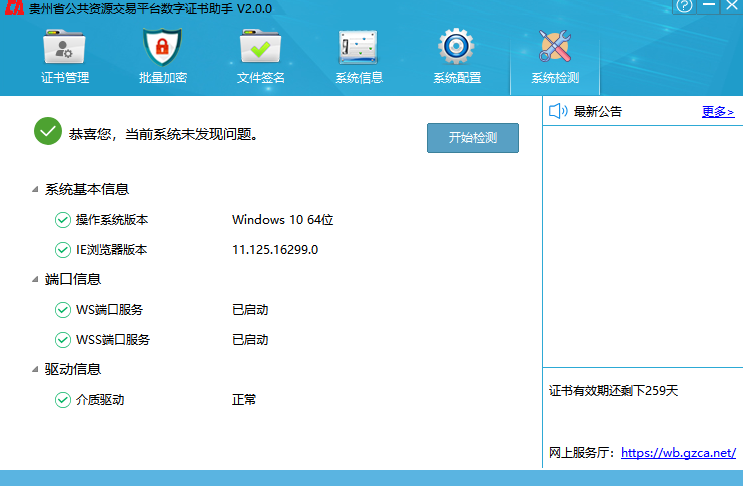 贵州省公共资源交易平台数字证书助手 V2.0.0
证书管理 批量加密 文件签名 系统信息 系统配置 系统检测
恭喜您，当前系统未发现问题。
开始检测
系统基本信息
操作系统版本 Windows 10 64位
IE浏览器版本 11.125.16299.0
端口信息
WS端口服务 已启动
WSS端口服务 已启动
驱动信息
介质驱动 正常
最新公告 更多>
证书有效期还剩下259天
网上服务厅：https://wb.gzca.net/